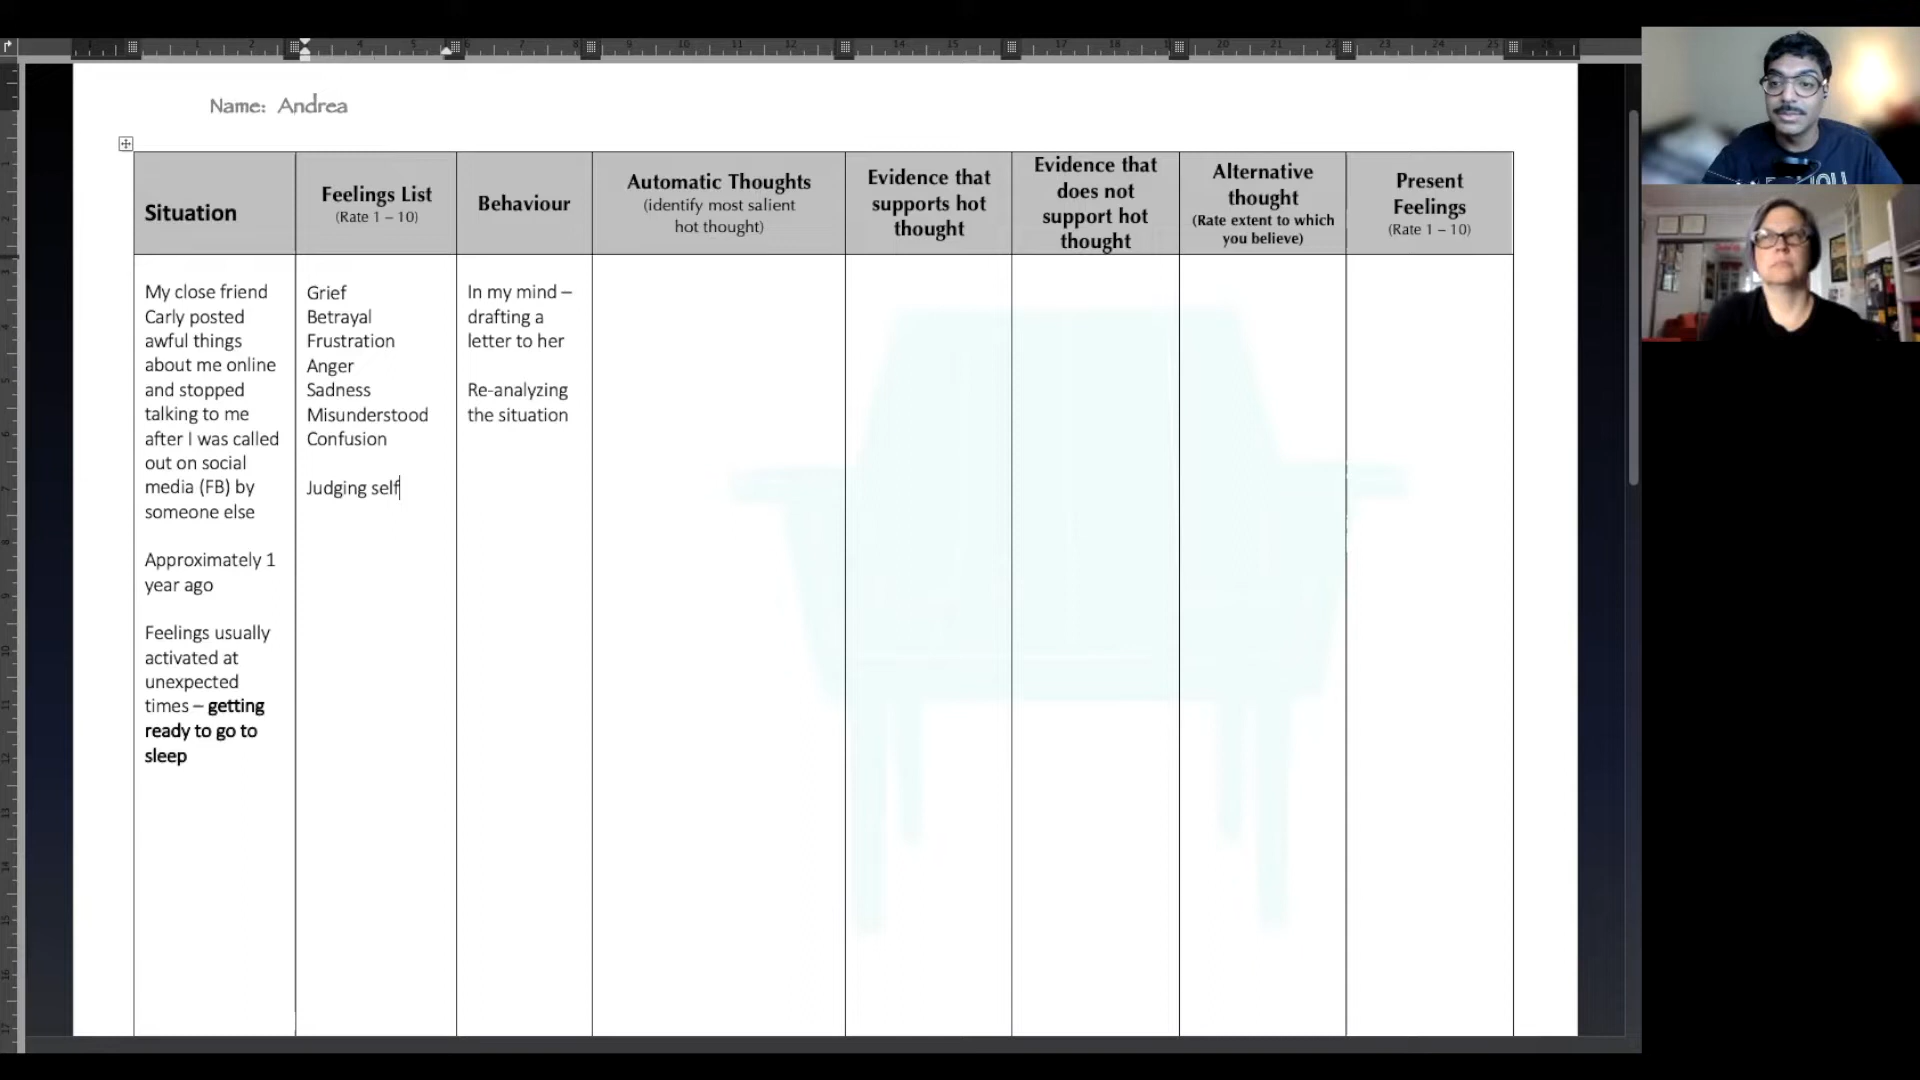 Name: Andrea
Situation
Feelings List
(Rate 1 – 10)
Behaviour
Automatic Thoughts
(identify most salient
hot thought)
Evidence that
supports hot
thought
Evidence that
does not
support hot
thought
Alternative
thought
(Rate extent to which
you believe)
Present
Feelings
(Rate 1 – 10)
My close friend
Carly posted
awful things
about me online
and stopped
talking to me
after I was called
out on social
media (FB) by
someone else
Approximately 1
year ago
Feelings usually
activated at
unexpected
times – getting
ready to go to
sleep
Grief
Betrayal
Frustration
Anger
Sadness
Misunderstood
Confusion
Judging self
In my mind –
drafting a
letter to her
Re-analyzing
the situation